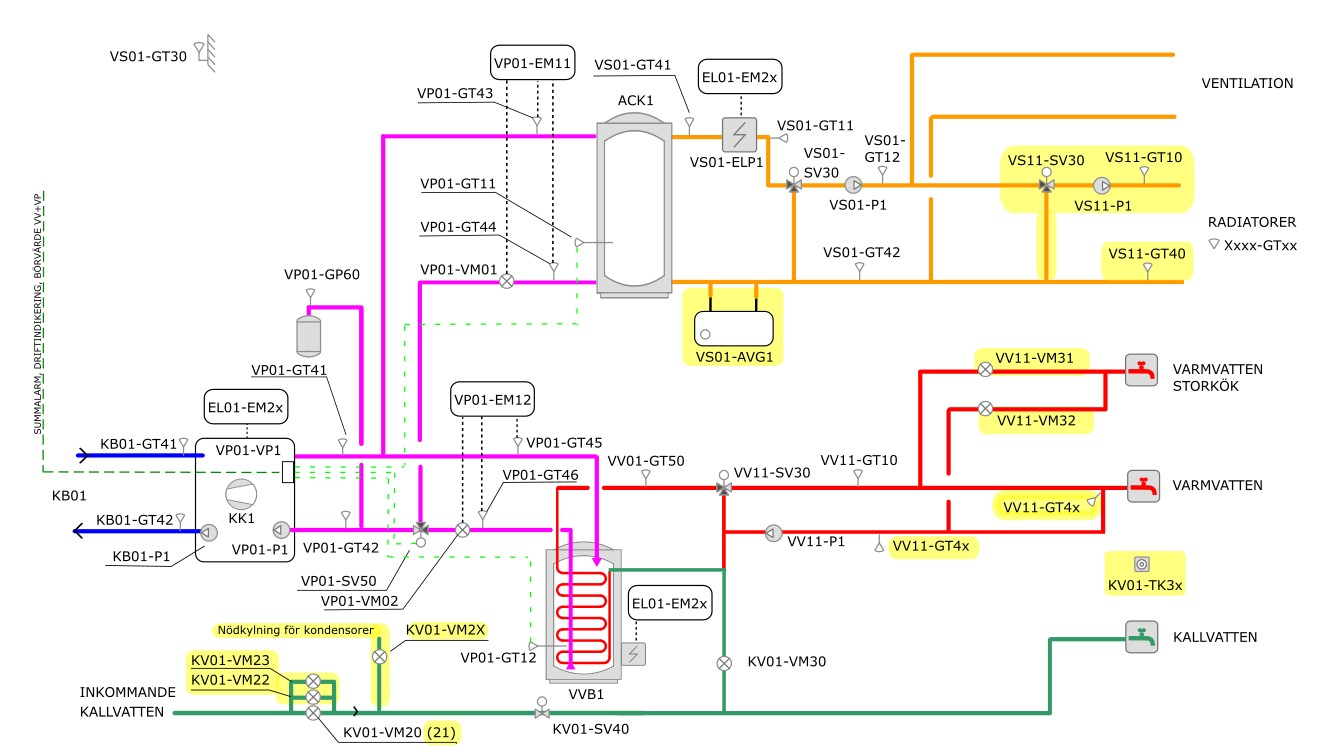 VS01-GT30
VP01-EM11
VS01-GT41
EL01-EM2x
VP01-GT43
ACK1
VENTILATION
VS01-GT11
VS01-ELP1
VS01-
SV30
VS01-
GT12
VS11-SV30
VS11-GT10
VP01-GT11
VS01-P1
VS11-P1
VP01-GT44
RADIATORER
Xxxx-GTxx
VS01-GT42
VS11-GT40
VP01-VM01
VP01-GP60
SUMMALARM, DRIFTINDIKERING, BÖRVÄRDE VV+VP
VS01-AVG1
VV11-VM31
VARMVATTEN
STORKÖK
VP01-GT41
EL01-EM2x
VP01-EM12
VV11-VM32
KB01-GT41
VP01-VP1
VP01-GT45
VV01-GT50
VV11-SV30
VV11-GT10
VP01-GT46
VARMVATTEN
KB01
KK1
VV11-GT4x
KB01-GT42
VP01-P1
VP01-GT42
VV11-P1
VV11-GT4x
KB01-P1
VP01-SV50
VP01-VM02
KV01-TK3x
EL01-EM2x
Nödkylning för kondensorer
KV01-VM2X
KALLVATTEN
VP01-GT12
KV01-VM23
KV01-VM22
KV01-VM30
INKOMMANDE
KALLVATTEN
VVB1
KV01-VM20 (21)
KV01-SV40